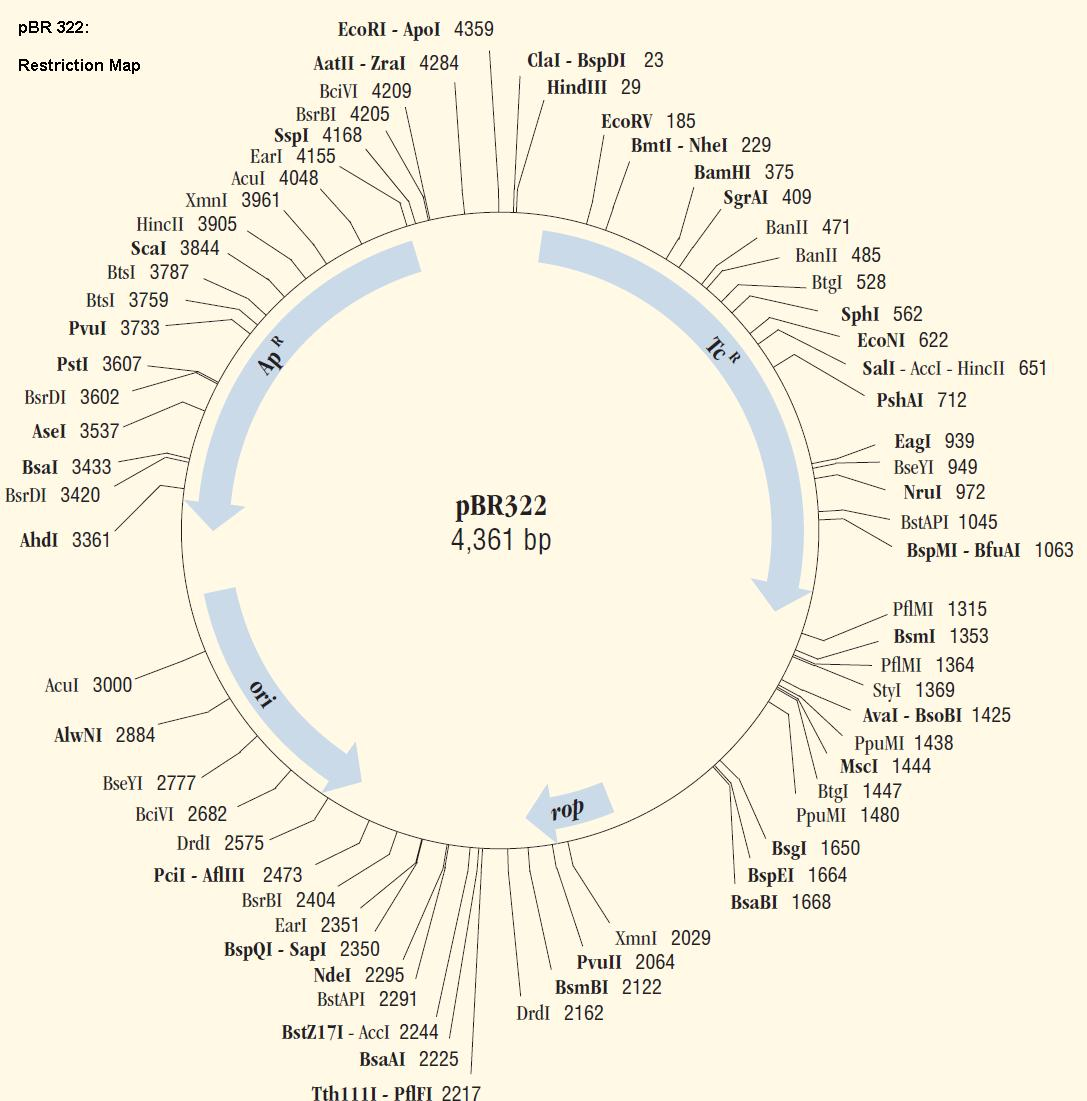 pBR 322:
Restriction Map
EcoRI - ApoI 4359
AatII - ZraI 4284
BciVI 4209
BsrBI 4205
SspI 4168
EarI 4155
AcuI 4048
XmnI 3961
HincII 3905
ScaI 3844
BtsI 3787
BtsI 3759
PvuI 3733
PstI 3607
BsrDI 3602
AseI 3537
BsaI 3433
BsrDI 3420
AhdI 3361
AcuI 3000
AlwNI 2884
BseYI 2777
BciVI 2682
DrdI 2575
PciI - AflIII 2473
BsrBI 2404
EarI 2351
BspQI - SapI 2350
NdeI 2295
BstAPI 2291
BstZ17I - AccI 2244
BsaAI 2225
Tth111I - PflFI 2217
ClaI - BspDI 23
HindIII 29
EcoRV 185
BmtI - NheI 229
BamHI 375
SgrAI 409
BanII 471
BanII 485
BtgI 528
SphI 562
EcoNI 622
SalI - AccI - HincII 651
PshAI 712
EagI 939
BseYI 949
NruI 972
BstAPI 1045
BspMI - BfuAI 1063
PflMI 1315
BsmI 1353
PflMI 1364
StyI 1369
AvaI - BsoBI 1425
PpuMI 1438
MscI 1444
BtgI 1447
PpuMI 1480
BsgI 1650
BspEI 1664
BsaBI 1668
XmnI 2029
PvuII 2064
BsmBI 2122
DrdI 2162
Ap R
Tc R
ori
rop
pBR322
4,361 bp